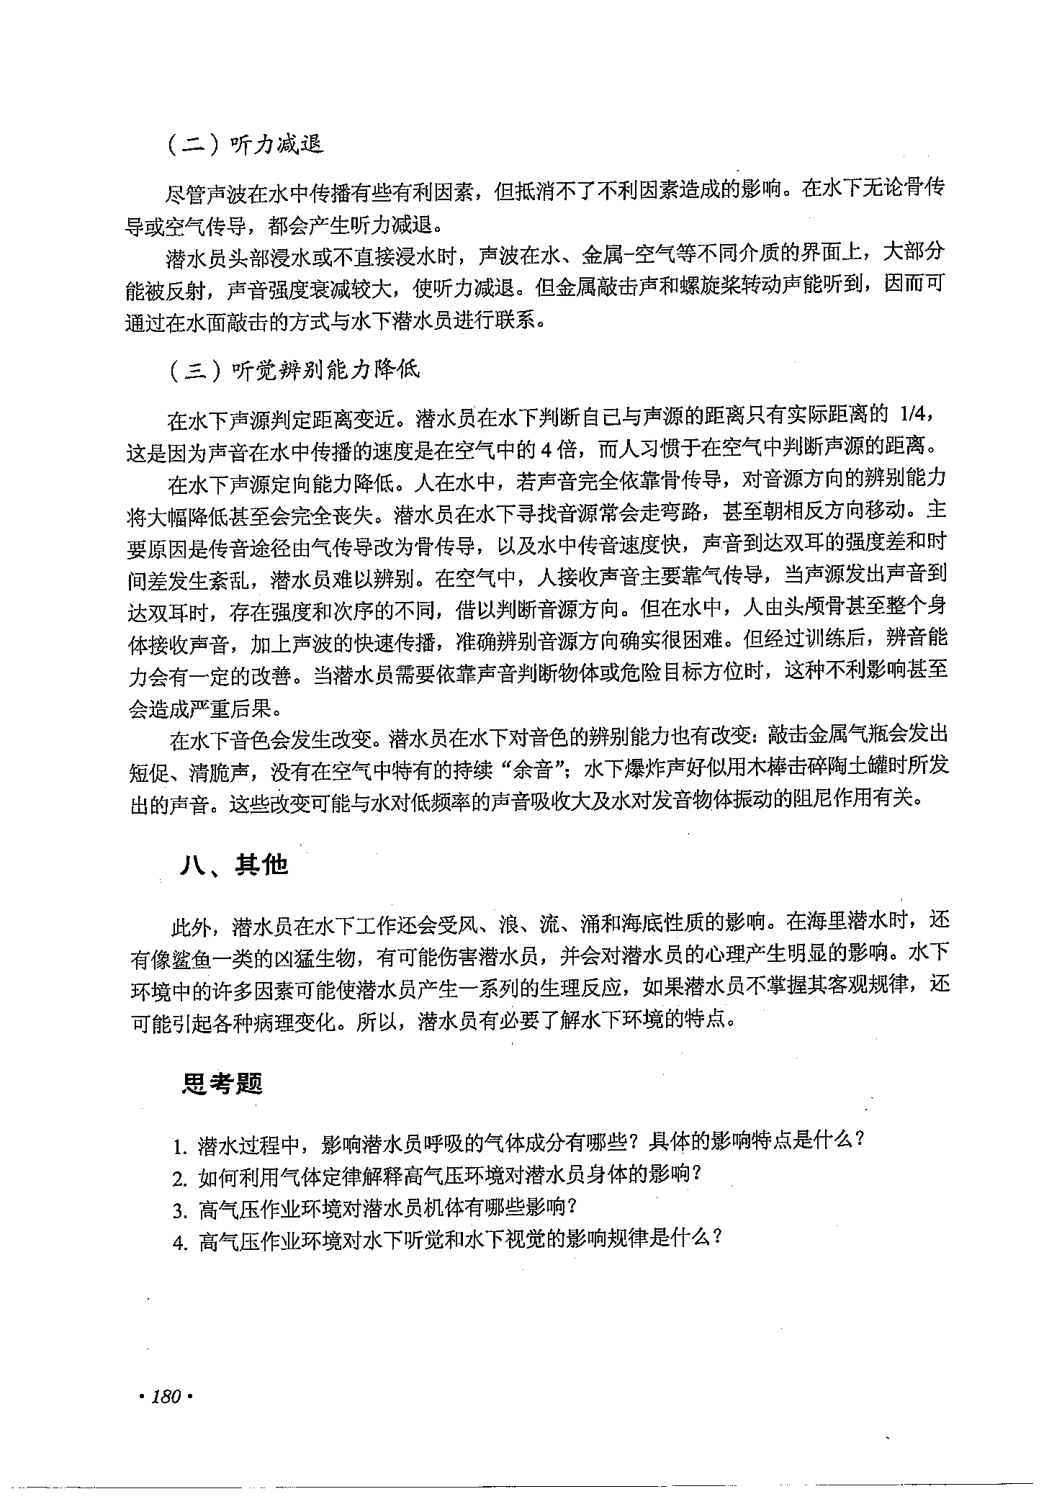 （二）听力减退
尽管声波在水中传播有些有利因素，但抵消不了不利因素造成的影响。在水下无论骨传
导或空气传导，都会产生听力减退。
潜水员头部浸水或不直接浸水时，声波在水、金属-空气等不同介质的界面上，大部分
能被反射，声音强度衰减较大，使听力减退。但金属敲击声和螺旋桨转动声能听到，因而可
通过在水面敲击的方式与水下潜水员进行联系。
（三）听觉辨别能力降低
在水下声源判定距离变近。潜水员在水下判断自己与声源的距离只有实际距离的 1/4，
这是因为声音在水中传播的速度是在空气中的 4 倍，而人习惯于在空气中判断声源的距离。
在水下声源定向能力降低。人在水中，若声音完全依靠骨传导，对音源方向的辨别能力
将大幅降低甚至会完全丧失。潜水员在水下寻找音源常会走弯路，甚至朝相反方向移动。主
要原因是传音途径由气传导改为骨传导，以及水中传音速度快，声音到达双耳的强度差和时
间差发生紊乱，潜水员难以辨别。在空气中，人接收声音主要靠气传导，当声源发出声音到
达双耳时，存在强度和次序的不同，借以判断音源方向。但在水中，人由头颅骨甚至整个身
体接收声音，加上声波的快速传播，准确辨别音源方向确实很困难。但经过训练后，辨音能
力会有一定的改善。当潜水员需要依靠声音判断物体或危险目标方位时，这种不利影响甚至
会造成严重后果。
在水下音色会发生改变。潜水员在水下对音色的辨别能力也有改变：敲击金属气瓶会发出
短促、清脆声，没有在空气中特有的持续“余音”；水下爆炸声好似用木棒击碎陶土罐时所发
出的声音。这些改变可能与水对低频率的声音吸收大及水对发音物体振动的阻尼作用有关。
八、其他
此外，潜水员在水下工作还会受风、浪、流、涌和海底性质的影响。在海里潜水时，还
有像鲨鱼一类的凶猛生物，有可能伤害潜水员，并会对潜水员的心理产生明显的影响。水下
环境中的许多因素可能使潜水员产生一系列的生理反应，如果潜水员不掌握其客观规律，还
可能引起各种病理变化。所以，潜水员有必要了解水下环境的特点。
思考题
1. 潜水过程中，影响潜水员呼吸的气体成分有哪些？具体的影响特点是什么？
2. 如何利用气体定律解释高气压环境对潜水员身体的影响？
3. 高气压作业环境对潜水员机体有哪些影响？
4. 高气压作业环境对水下听觉和水下视觉的影响规律是什么？
·180·